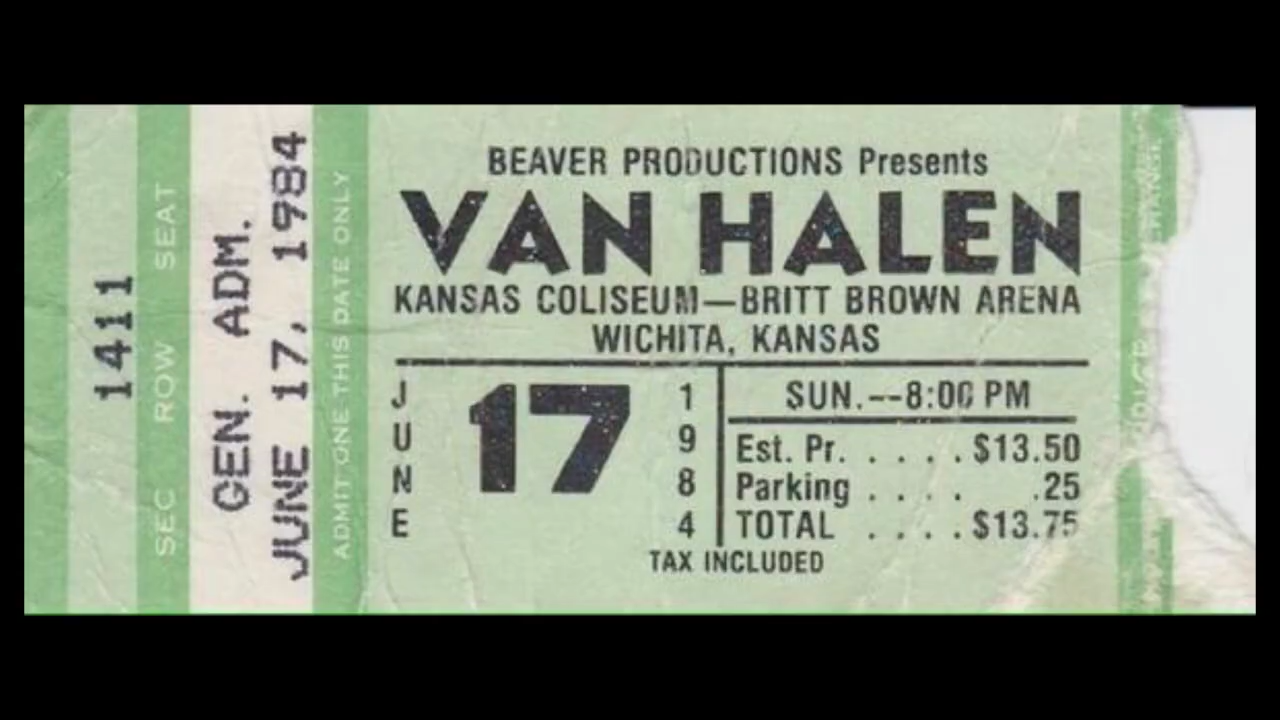 1411
SEC ROW SEAT
GEN. ADM.
JUNE 17, 1984
ADMIT ONE THIS DATE ONLY
BEAVER PRODUCTIONS Presents
VAN HALEN
KANSAS COLISEUM—BRITT BROWN ARENA
WICHITA, KANSAS
JUNE
17
1984
SUN.--8:00 PM
Est. Pr. . . . . . $13.50
Parking . . . . .25
TOTAL . . . . $13.75
TAX INCLUDED